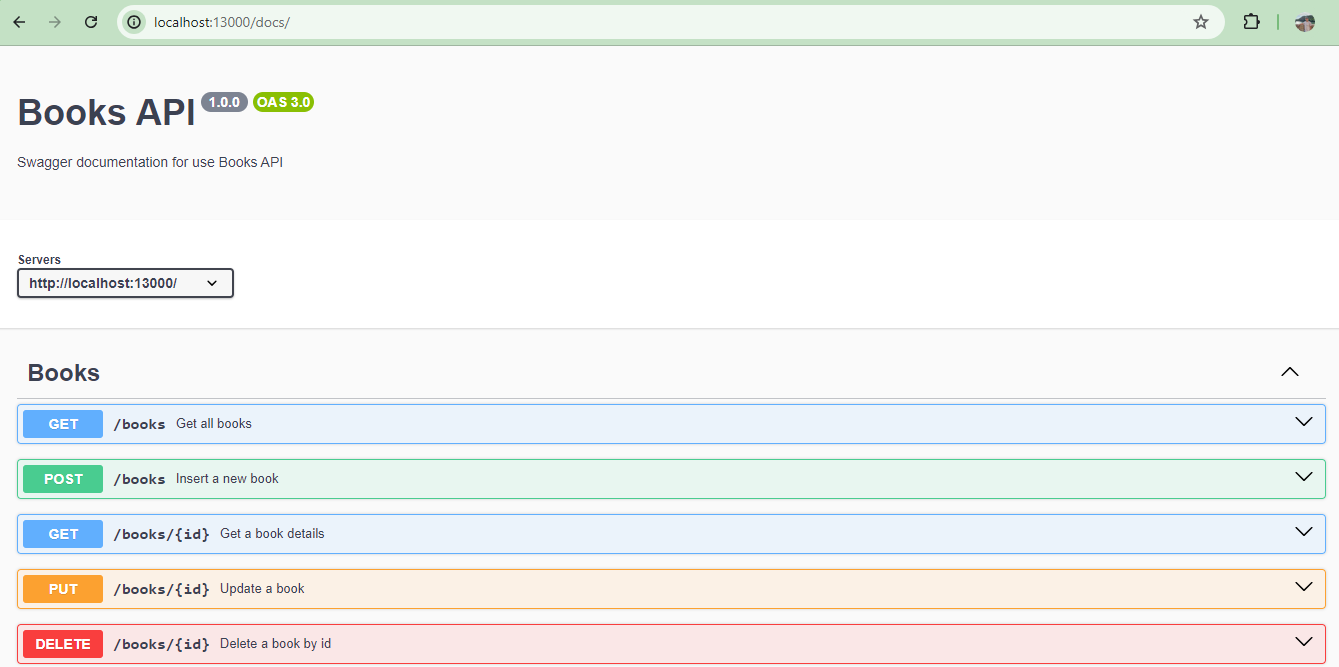 localhost:13000/docs/
Books API 1.0.0 OAS 3.0
Swagger documentation for use Books API
Servers
http://localhost:13000/
Books
GET /books Get all books
POST /books Insert a new book
GET /books/{id} Get a book details
PUT /books/{id} Update a book
DELETE /books/{id} Delete a book by id